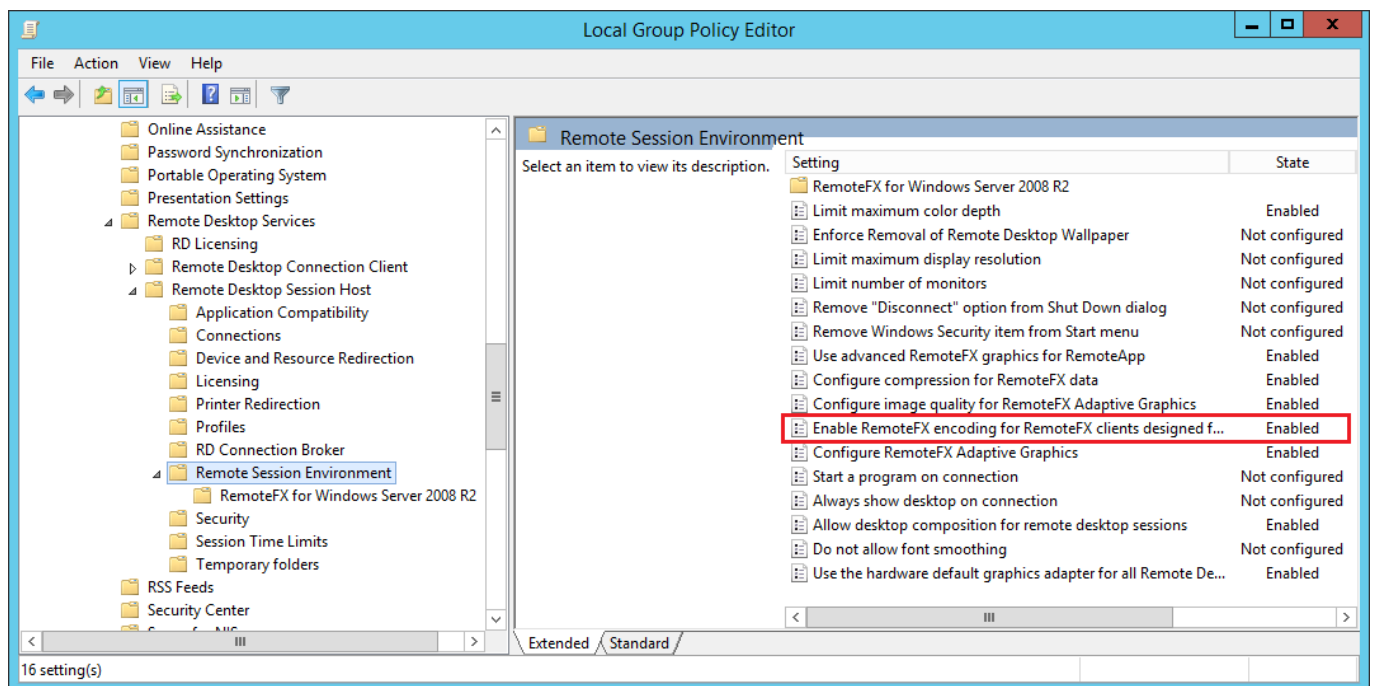 Local Group Policy Editor
File Action View Help
Online Assistance
Password Synchronization
Portable Operating System
Presentation Settings
Remote Desktop Services
RD Licensing
Remote Desktop Connection Client
Remote Desktop Session Host
Application Compatibility
Connections
Device and Resource Redirection
Licensing
Printer Redirection
Profiles
RD Connection Broker
Remote Session Environment
RemoteFX for Windows Server 2008 R2
Security
Session Time Limits
Temporary folders
RSS Feeds
Security Center
Remote Session Environment
Select an item to view its description.
Setting State
RemoteFX for Windows Server 2008 R2
Limit maximum color depth Enabled
Enforce Removal of Remote Desktop Wallpaper Not configured
Limit maximum display resolution Not configured
Limit number of monitors Not configured
Remove "Disconnect" option from Shut Down dialog Not configured
Remove Windows Security item from Start menu Not configured
Use advanced RemoteFX graphics for RemoteApp Enabled
Configure compression for RemoteFX data Enabled
Configure image quality for RemoteFX Adaptive Graphics Enabled
Enable RemoteFX encoding for RemoteFX clients designed f... Enabled
Configure RemoteFX Adaptive Graphics Enabled
Start a program on connection Not configured
Always show desktop on connection Not configured
Allow desktop composition for remote desktop sessions Enabled
Do not allow font smoothing Not configured
Use the hardware default graphics adapter for all Remote De... Enabled
Extended Standard
16 setting(s)